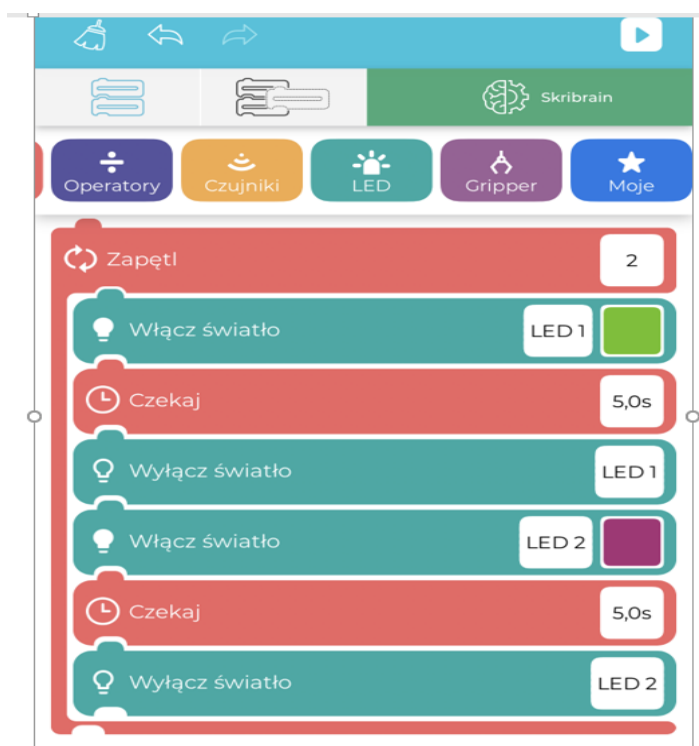 Skribrain
Operatory
Czujniki
LED
Gripper
Moje
Zapętl 2
Włącz światło LED 1
Czekaj 5,0s
Wyłącz światło LED 1
Włącz światło LED 2
Czekaj 5,0s
Wyłącz światło LED 2